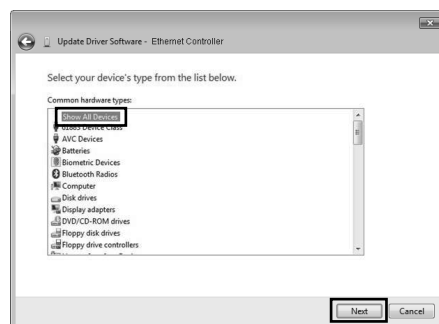 Update Driver Software - Ethernet Controller
Select your device's type from the list below.
Common hardware types:
Show All Devices
61883 Device Class
AVC Devices
Batteries
Biometric Devices
Bluetooth Radios
Computer
Disk drives
Display adapters
DVD/CD-ROM drives
Floppy disk drives
Floppy drive controllers
Next
Cancel